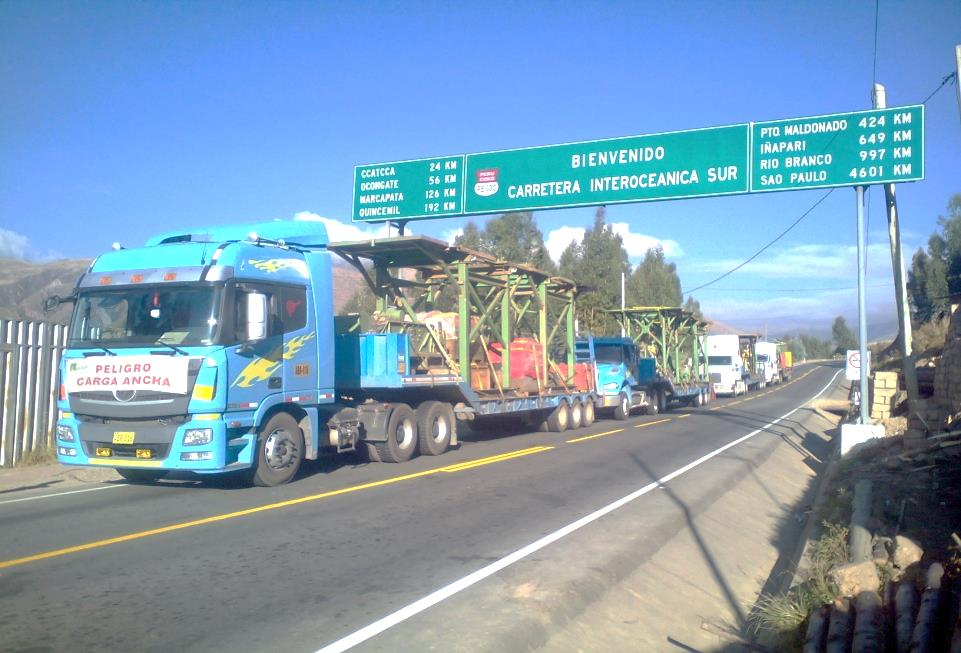 CCATCCA 24 KM
OCONGATE 56 KM
MARCAPATA 126 KM
QUINCEMIL 192 KM
BIENVENIDO
CARRETERA INTEROCEANICA SUR
PERU
PTO. MALDONADO 424 KM
IÑAPARI 649 KM
RIO BRANCO 997 KM
SAO PAULO 4601 KM
PELIGRO
CARGA ANCHA